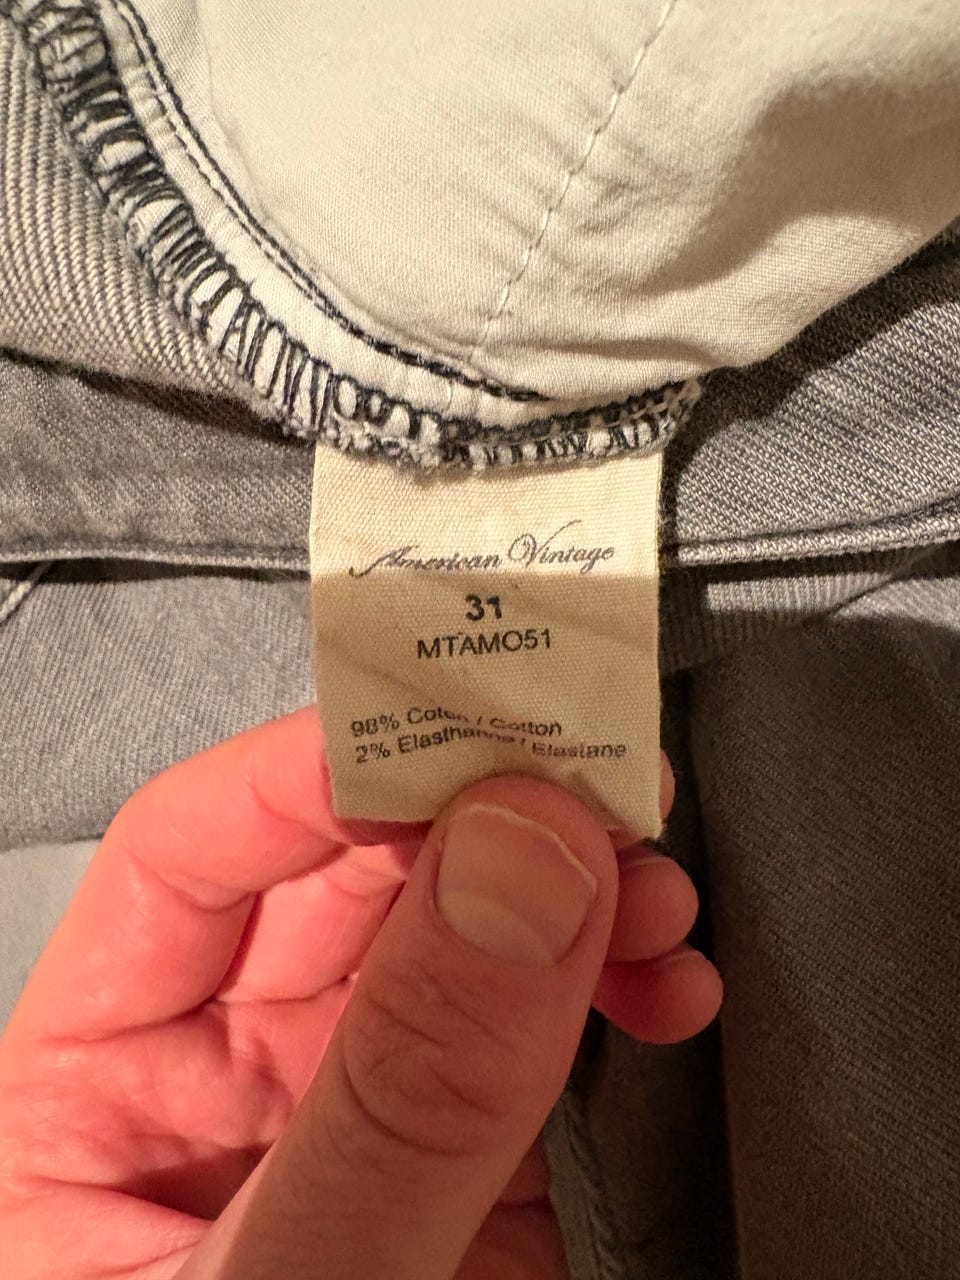 American Vintage
31
MTAMO51
98% Coton / Cotton
2% Elasthanne / Elastane